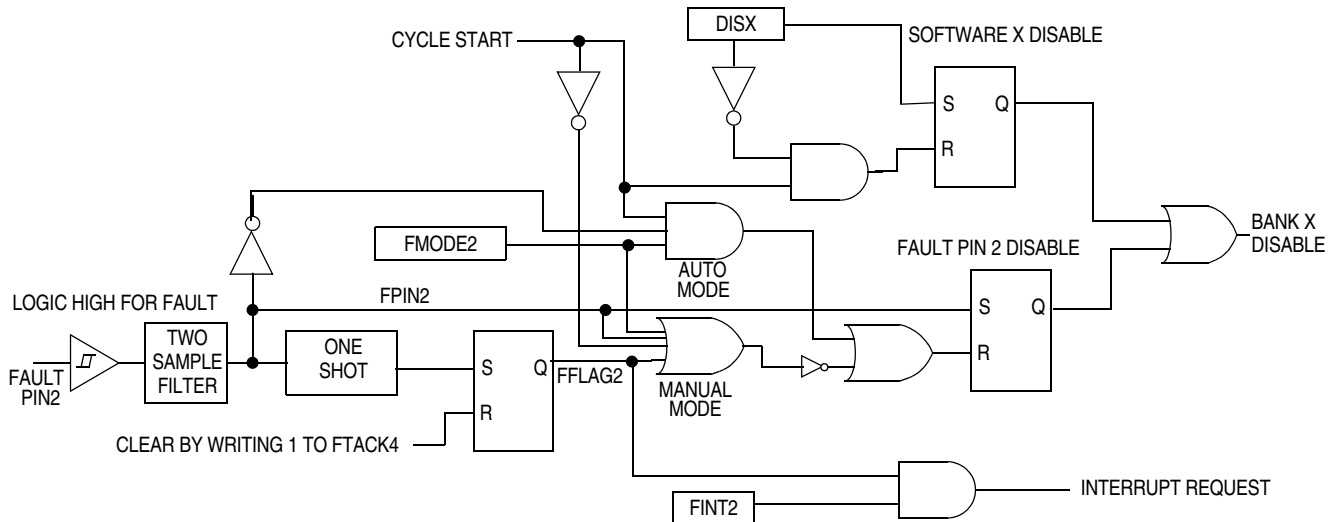 DISX
CYCLE START
SOFTWARE X DISABLE
S
Q
R
BANK X
DISABLE
FMODE2
AUTO
MODE
FAULT PIN 2 DISABLE
LOGIC HIGH FOR FAULT
FPIN2
S
Q
R
FAULT
PIN2
TWO
SAMPLE
FILTER
ONE
SHOT
S
Q
R
FFLAG2
MANUAL
MODE
CLEAR BY WRITING 1 TO FTACK4
FINT2
INTERRUPT REQUEST